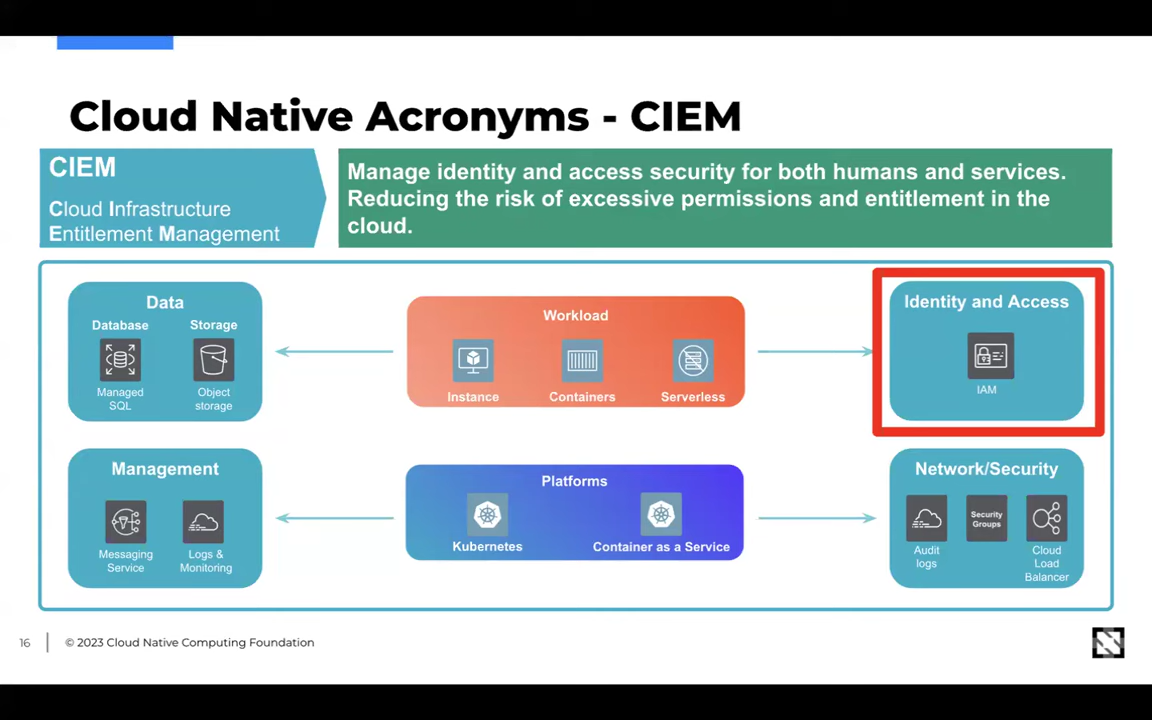 Cloud Native Acronyms - CIEM
CIEM
Cloud Infrastructure
Entitlement Management
Manage identity and access security for both humans and services.
Reducing the risk of excessive permissions and entitlement in the
cloud.
Data
Database
Storage
Managed
SQL
Object
storage
Workload
Instance
Containers
Serverless
Identity and Access
IAM
Management
Messaging
Service
Logs &
Monitoring
Platforms
Kubernetes
Container as a Service
Network/Security
Audit
logs
Security
Groups
Cloud
Load
Balancer
16
© 2023 Cloud Native Computing Foundation